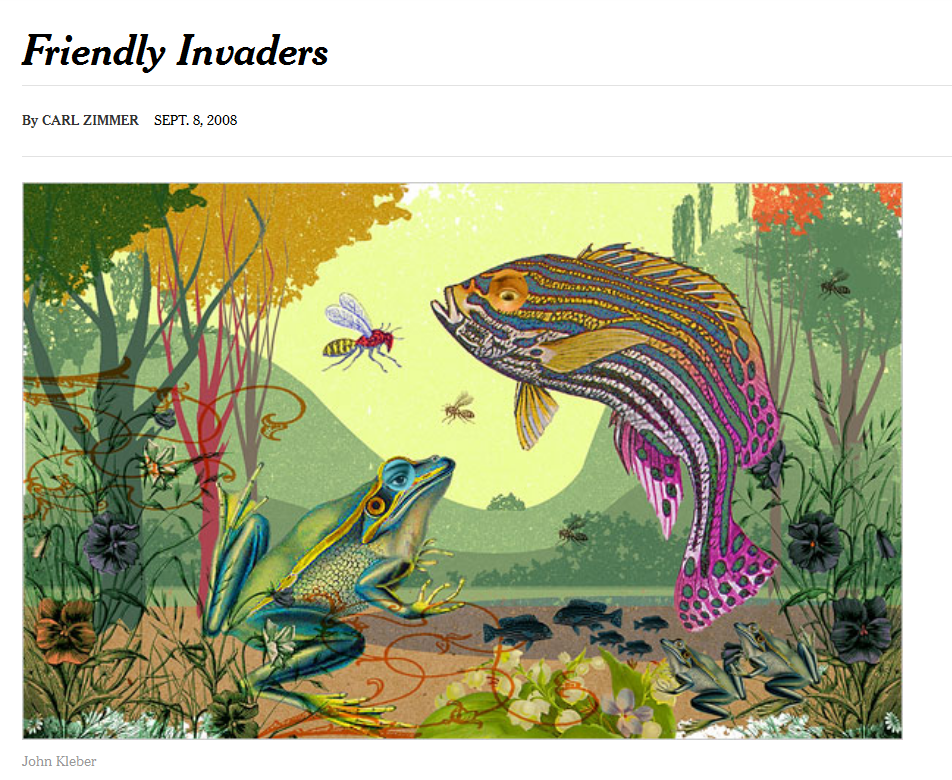 Friendly Invaders
By CARL ZIMMER SEPT. 8, 2008
John Kleber